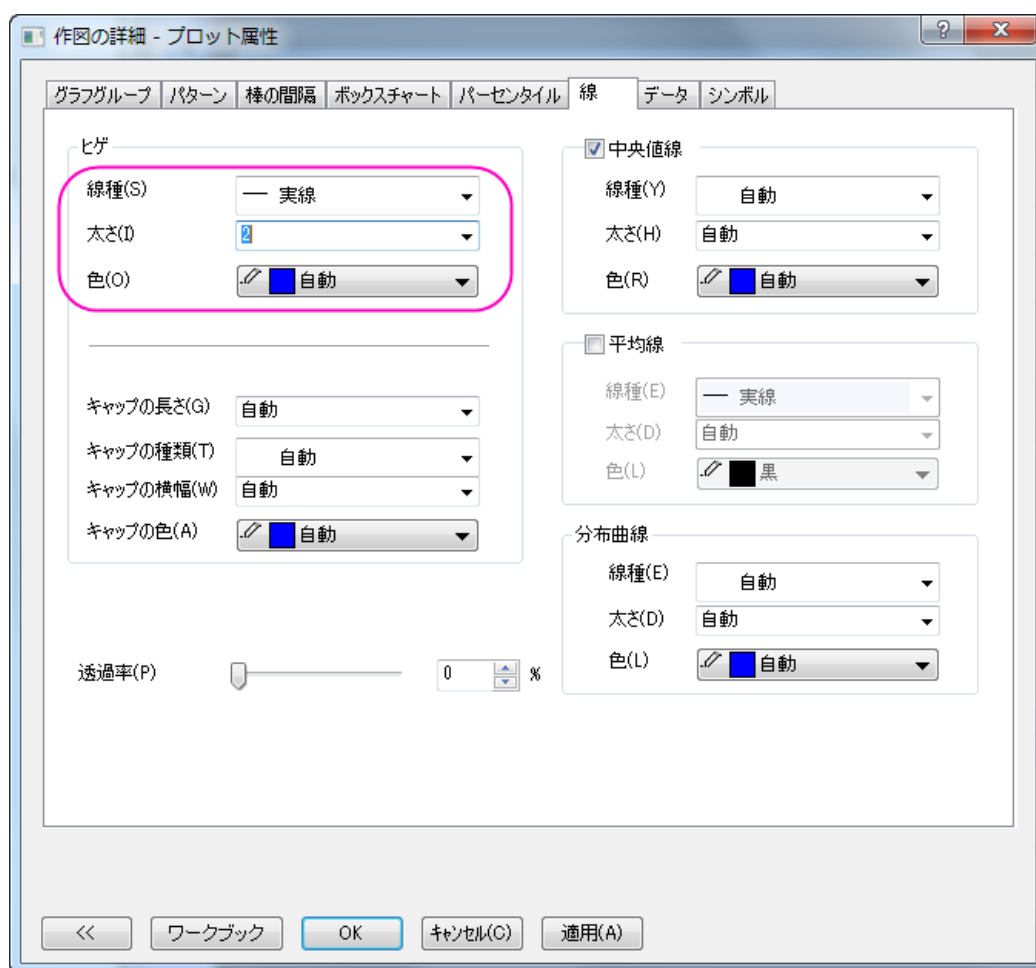 作図の詳細 - プロット属性
グラフグループ パターン 棒の間隔 ボックスチャート パーセンタイル 線 データ シンボル
ヒゲ
線種(S) 実線
太さ(I) 2
色(O) 自動
キャップの長さ(G) 自動
キャップの種類(T) 自動
キャップの横幅(W) 自動
キャップの色(A) 自動
透過率(P) 0 %
中央値線
線種(Y) 自動
太さ(H) 自動
色(R) 自動
平均線
線種(E) 実線
太さ(D) 自動
色(L) 黒
分布曲線
線種(E) 自動
太さ(D) 自動
色(L) 自動
<< ワークブック OK キャンセル(C) 適用(A)